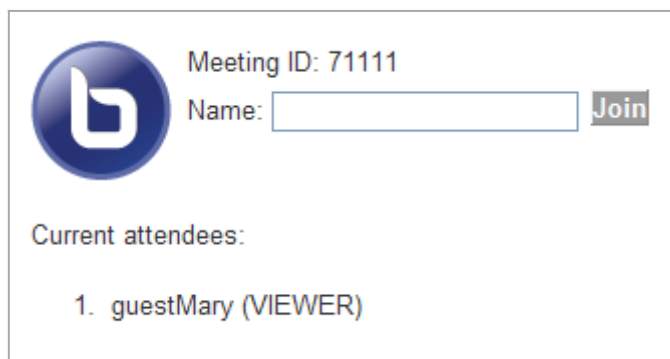 Meeting ID: 71111
Name: Join
Current attendees:
1. guestMary (VIEWER)